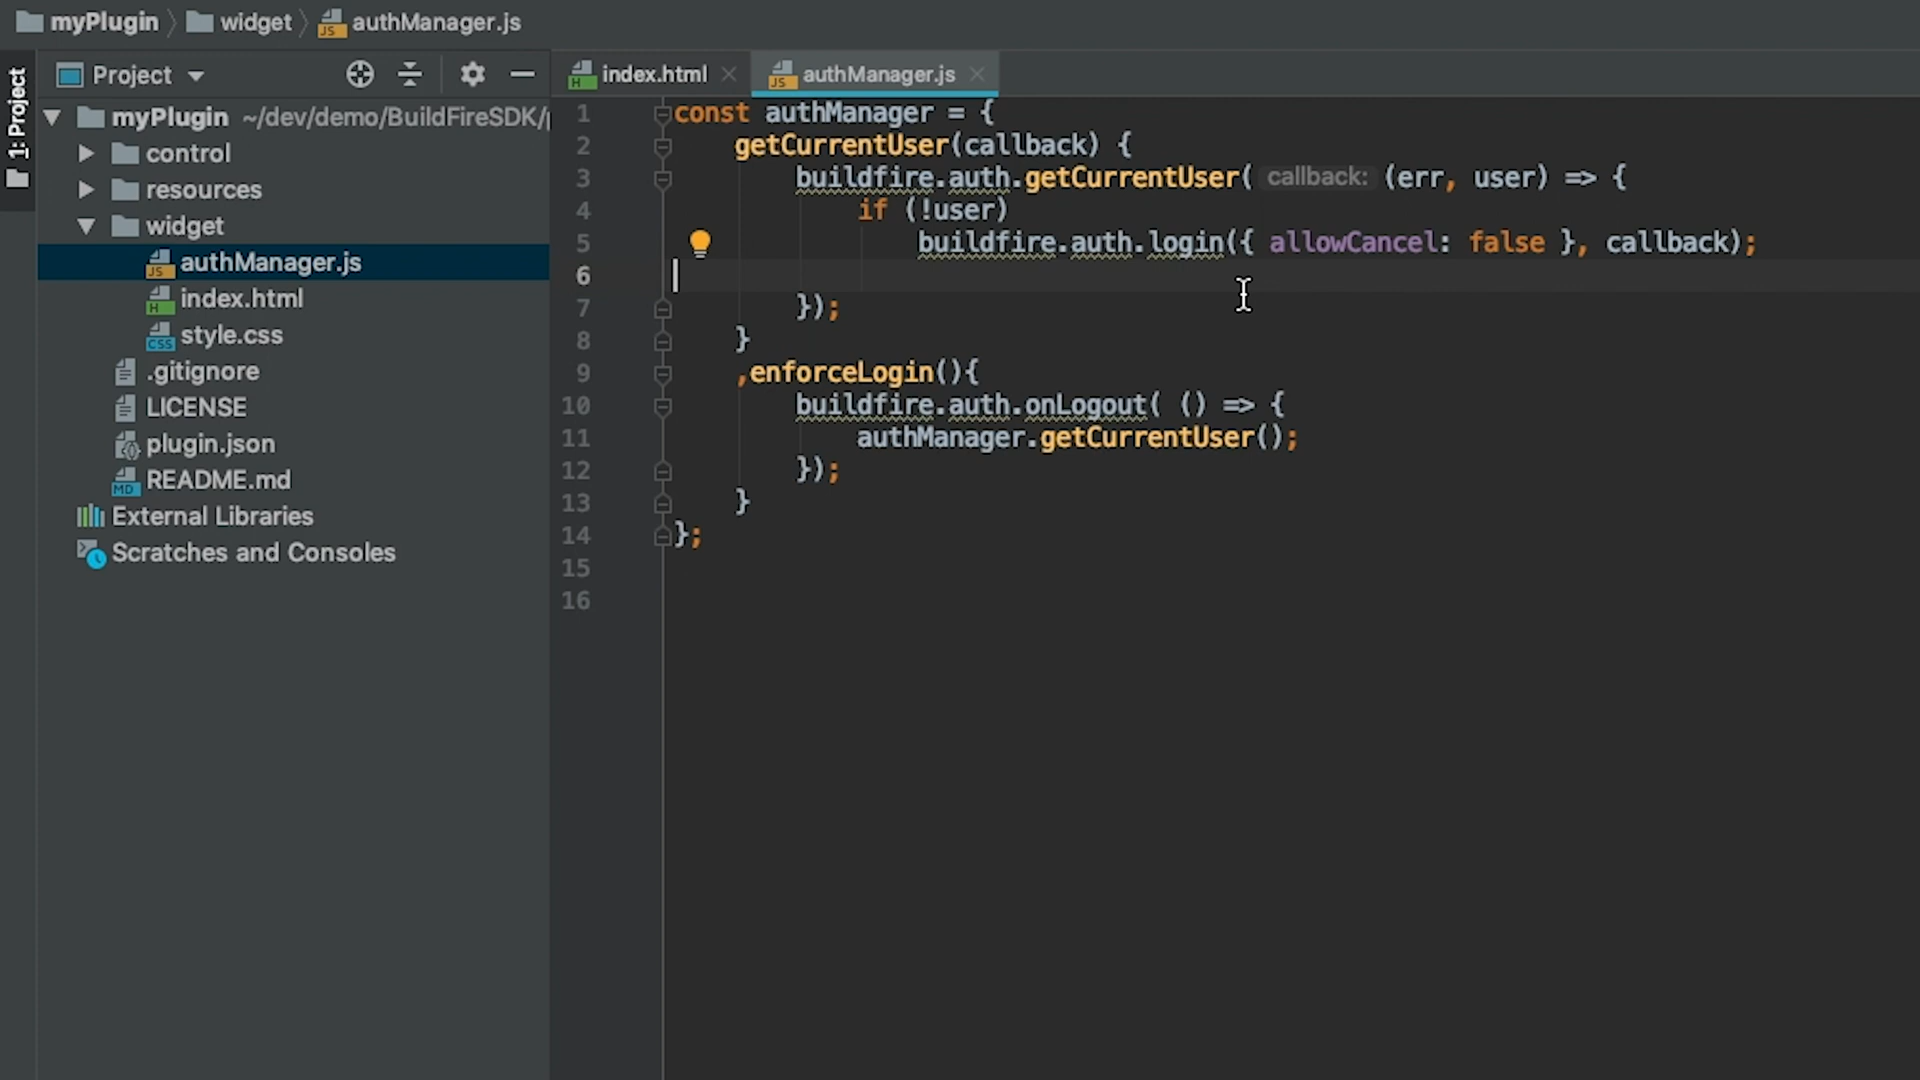 myPlugin widget authManager.js
1: Project
Project
index.html authManager.js
myPlugin ~/dev/demo/BuildFireSDK/
control
resources
widget
authManager.js
index.html
style.css
.gitignore
LICENSE
plugin.json
README.md
External Libraries
Scratches and Consoles
1 const authManager = {
2 getCurrentUser(callback) {
3 buildfire.auth.getCurrentUser( callback: (err, user) => {
4 if (!user)
5 buildfire.auth.login({ allowCancel: false }, callback);
6
7 });
8 }
9 ,enforceLogin(){
10 buildfire.auth.onLogout( () => {
11 authManager.getCurrentUser();
12 });
13 }
14 };
15
16